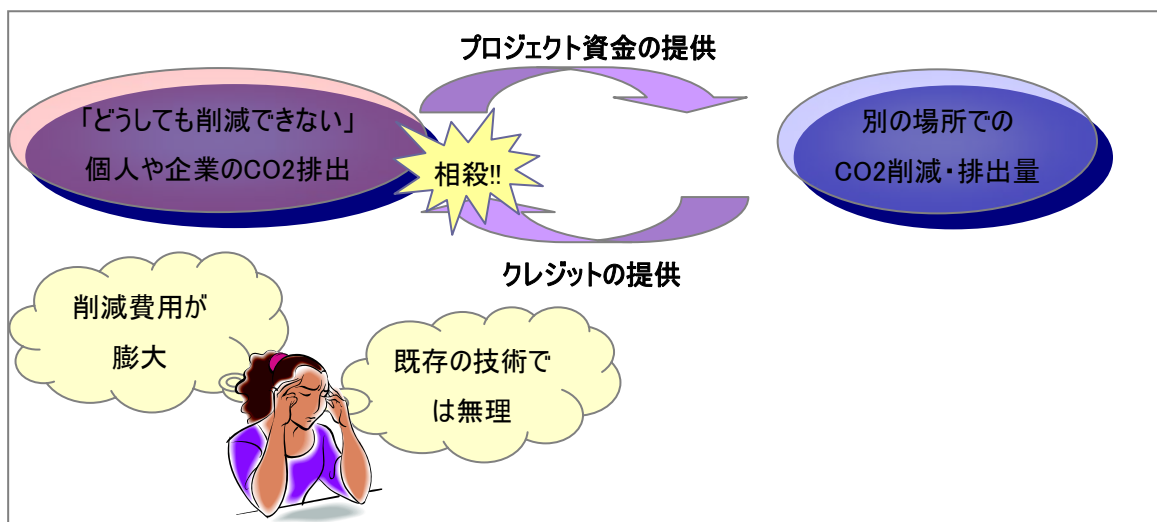 プロジェクト資金の提供
「どうしても削減できない」
個人や企業のCO2排出
相殺!!
別の場所での
CO2削減・排出量
クレジットの提供
削減費用が
膨大
既存の技術で
は無理